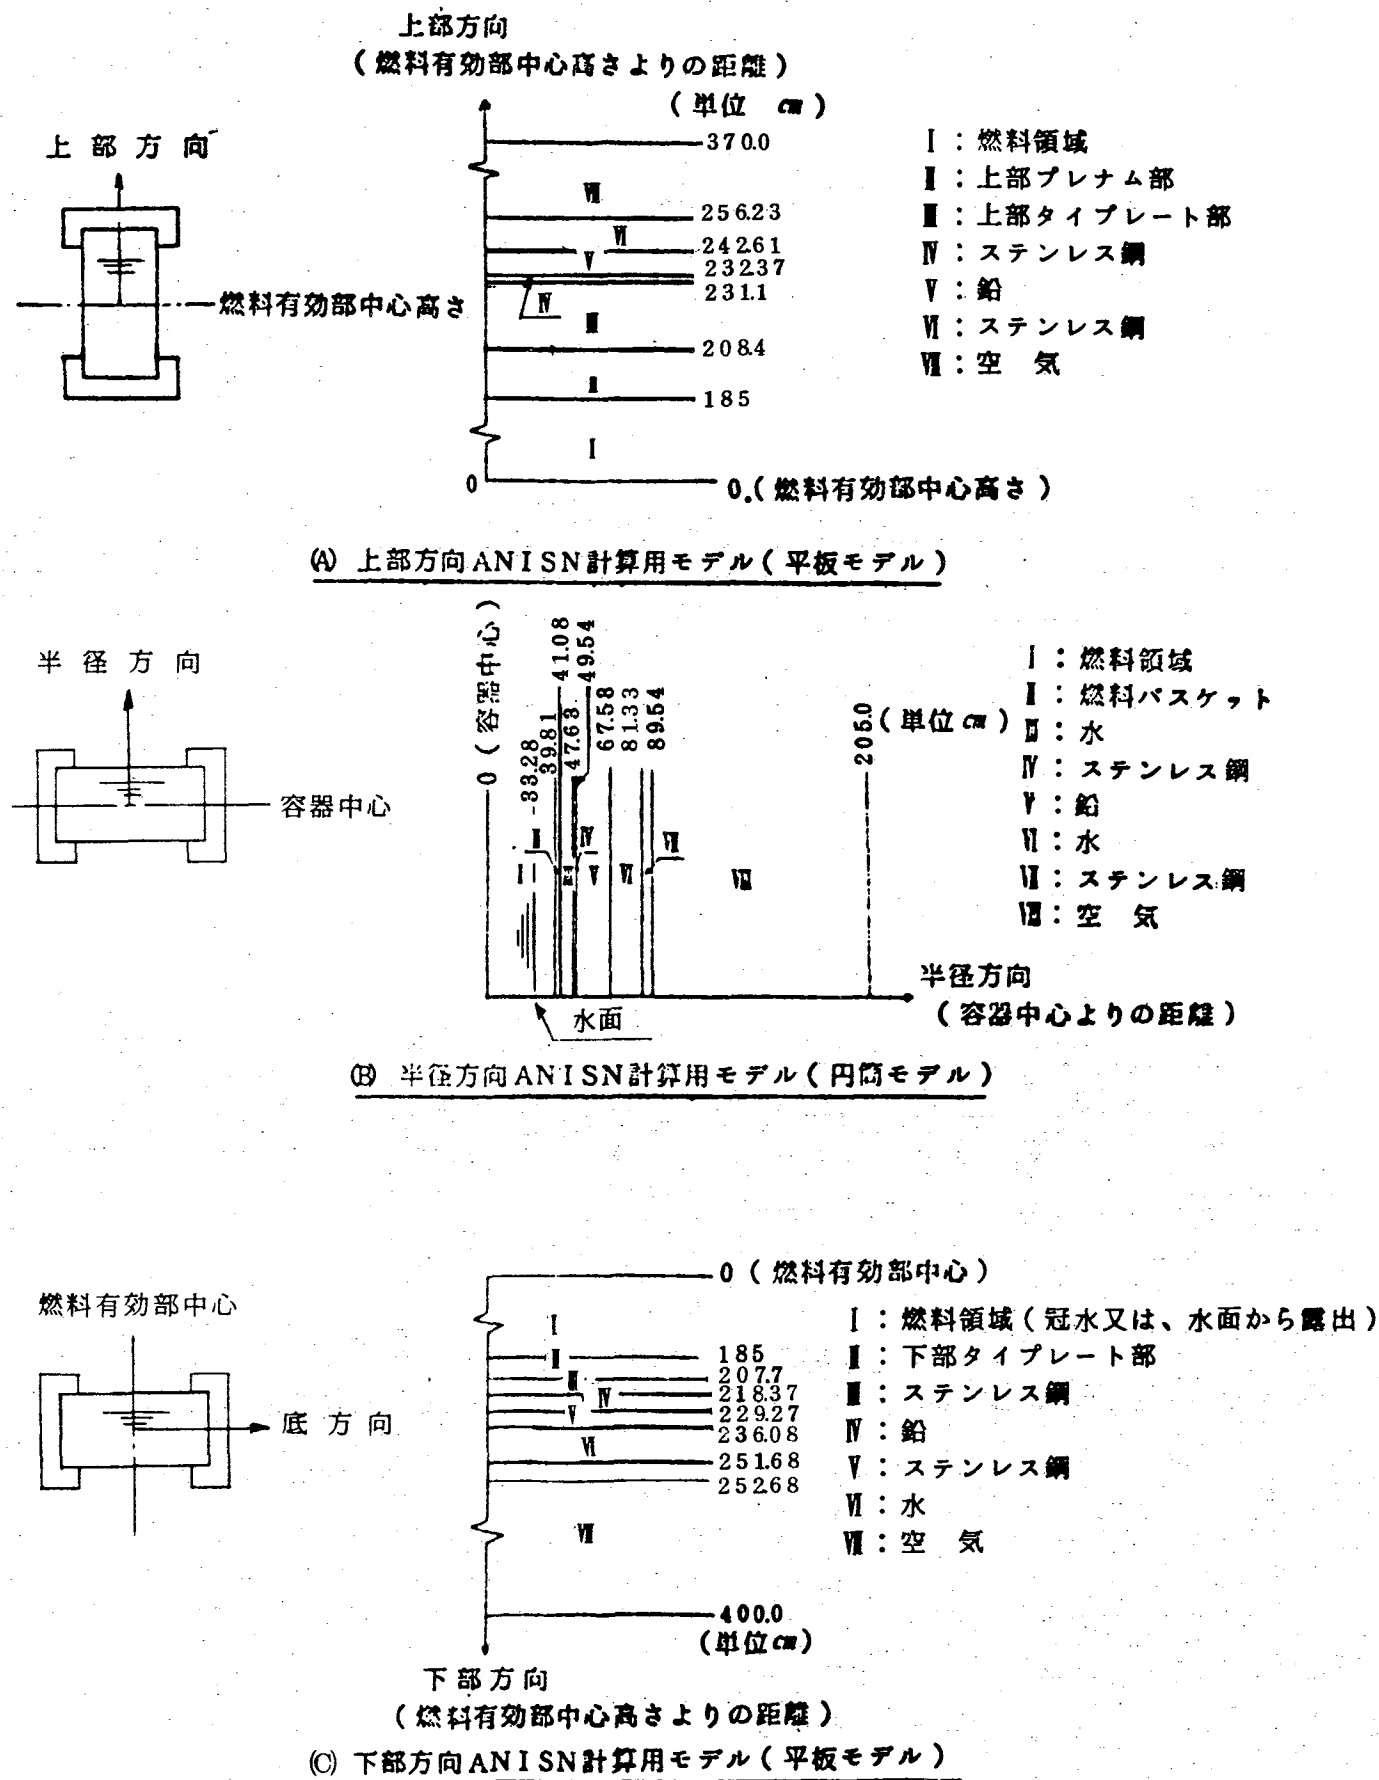 上部方向
(燃料有効部中心高さよりの距離)
(単位 cm)
上部方向
燃料有効部中心高さ
370.0
Ⅶ
256.23
Ⅵ
242.61
Ⅴ
232.37
231.1
Ⅳ
Ⅲ
208.4
Ⅱ
185
Ⅰ
0
0.(燃料有効部中心高さ)
Ⅰ:燃料領域
Ⅱ:上部プレナム部
Ⅲ:上部タイプレート部
Ⅳ:ステンレス鋼
Ⅴ:鉛
Ⅵ:ステンレス鋼
Ⅶ:空 気
(A) 上部方向ANISN計算用モデル(平板モデル)
半径方向
容器中心
0(容器中心)
33.28
39.81
41.08
47.63
49.54
67.58
81.33
89.54
205.0
(単位cm)
Ⅰ
Ⅱ
Ⅲ
Ⅳ
Ⅴ
Ⅵ
Ⅶ
Ⅷ
水面
半径方向
(容器中心よりの距離)
Ⅰ:燃料領域
Ⅱ:燃料バスケット
Ⅲ:水
Ⅳ:ステンレス鋼
Ⅴ:鉛
Ⅵ:水
Ⅶ:ステンレス鋼
Ⅷ:空 気
(B) 半径方向ANISN計算用モデル(円筒モデル)
燃料有効部中心
底方向
0(燃料有効部中心)
Ⅰ
185
Ⅱ
207.7
Ⅲ
218.37
Ⅳ
229.27
Ⅴ
236.08
Ⅵ
251.68
252.68
Ⅶ
400.0
(単位cm)
下部方向
(燃料有効部中心高さよりの距離)
Ⅰ:燃料領域(冠水又は、水面から露出)
Ⅱ:下部タイプレート部
Ⅲ:ステンレス鋼
Ⅳ:鉛
Ⅴ:ステンレス鋼
Ⅵ:水
Ⅶ:空 気
(C) 下部方向ANISN計算用モデル(平板モデル)